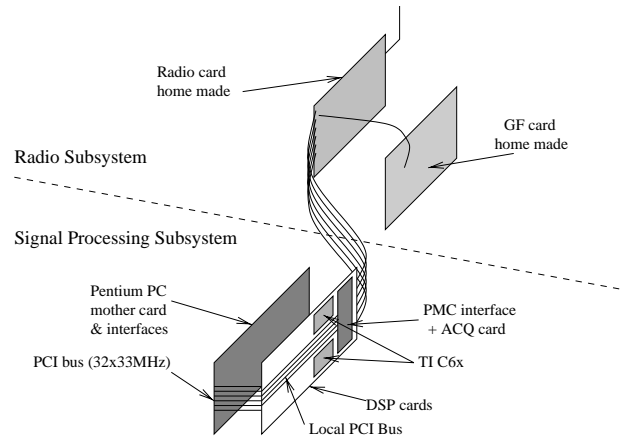 Radio card
home made
GF card
home made
Radio Subsystem
Signal Processing Subsystem
Pentium PC
mother card
& interfaces
PMC interface
+ ACQ card
PCI bus (32x33MHz)
TI C6x
DSP cards
Local PCI Bus